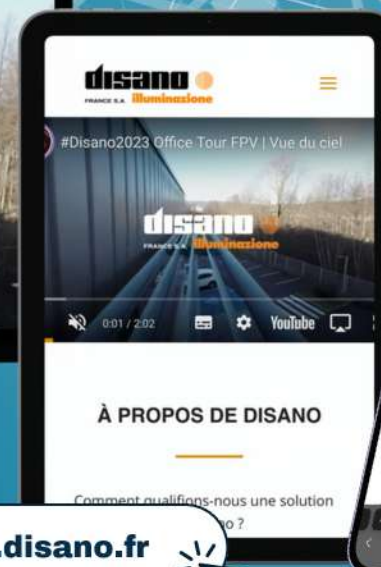 disano
FRANCE S.A. illuminazione
#Disano2023 Office Tour FPV | Vue du ciel
disano
FRANCE S.A. illuminazione
0:01 / 2:02
YouTube
À PROPOS DE DISANO
Comment qualifions-nous une solution
?
.disano.fr